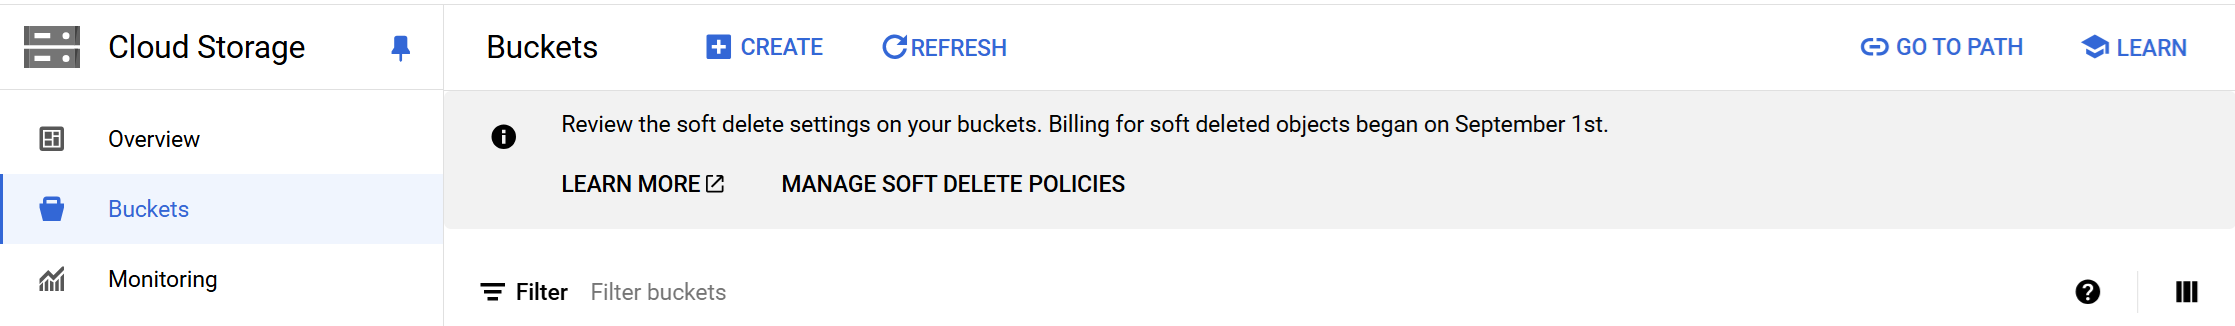 Cloud Storage
Overview
Buckets
Monitoring
Buckets
CREATE
REFRESH
GO TO PATH
LEARN
Review the soft delete settings on your buckets. Billing for soft deleted objects began on September 1st.
LEARN MORE
MANAGE SOFT DELETE POLICIES
Filter
Filter buckets